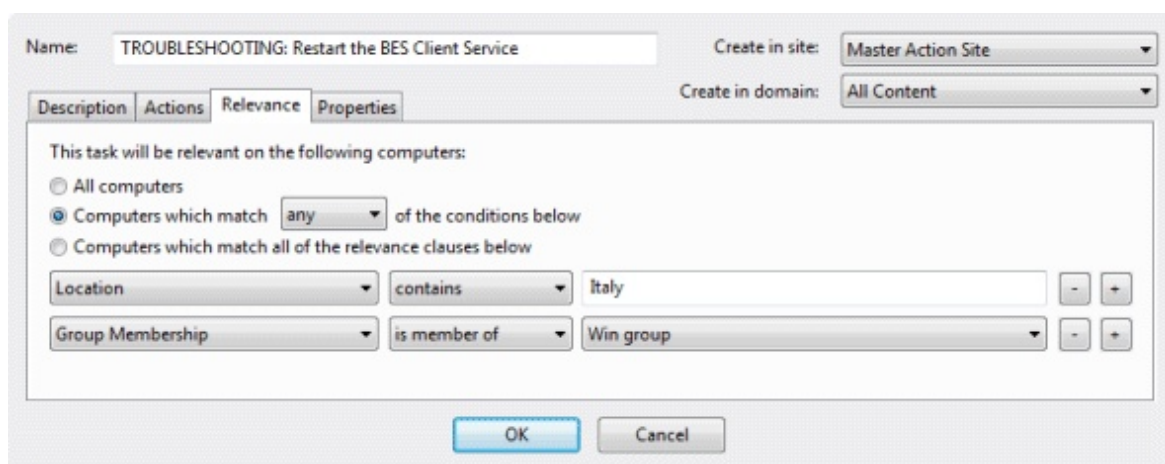 Name: TROUBLESHOOTING: Restart the BES Client Service Create in site: Master Action Site
Create in domain: All Content
Description Actions Relevance Properties
This task will be relevant on the following computers:
All computers
Computers which match any of the conditions below
Computers which match all of the relevance clauses below
Location contains Italy - +
Group Membership is member of Win group - +
OK Cancel